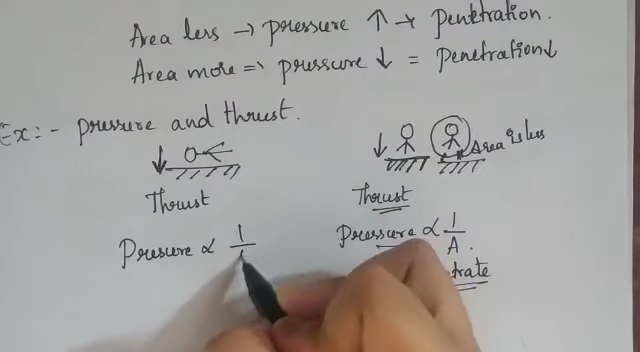 Area less → pressure ↑ → penetration.
Area more => pressure ↓ = penetration↓
Ex:- pressure and thrust.
Area is less
Thrust
Thrust
Pressure ∝ 1/
Pressure ∝ 1/A.
trate